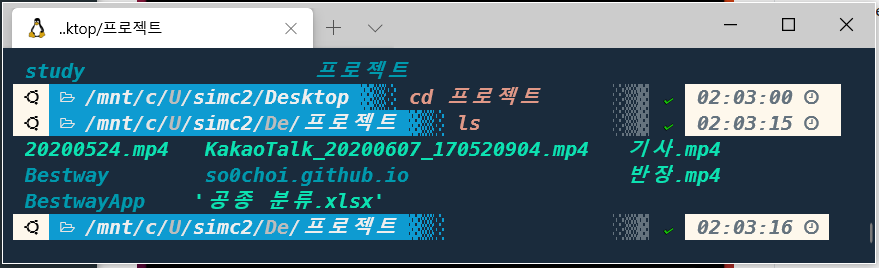 ..ktop/프로젝트
study 프로젝트
/mnt/c/U/simc2/Desktop cd 프로젝트 02:03:00
/mnt/c/U/simc2/De/프로젝트 ls 02:03:15
20200524.mp4 KakaoTalk_20200607_170520904.mp4 기사.mp4
Bestway so0choi.github.io 반장.mp4
BestwayApp '공종 분류.xlsx'
/mnt/c/U/simc2/De/프로젝트 02:03:16